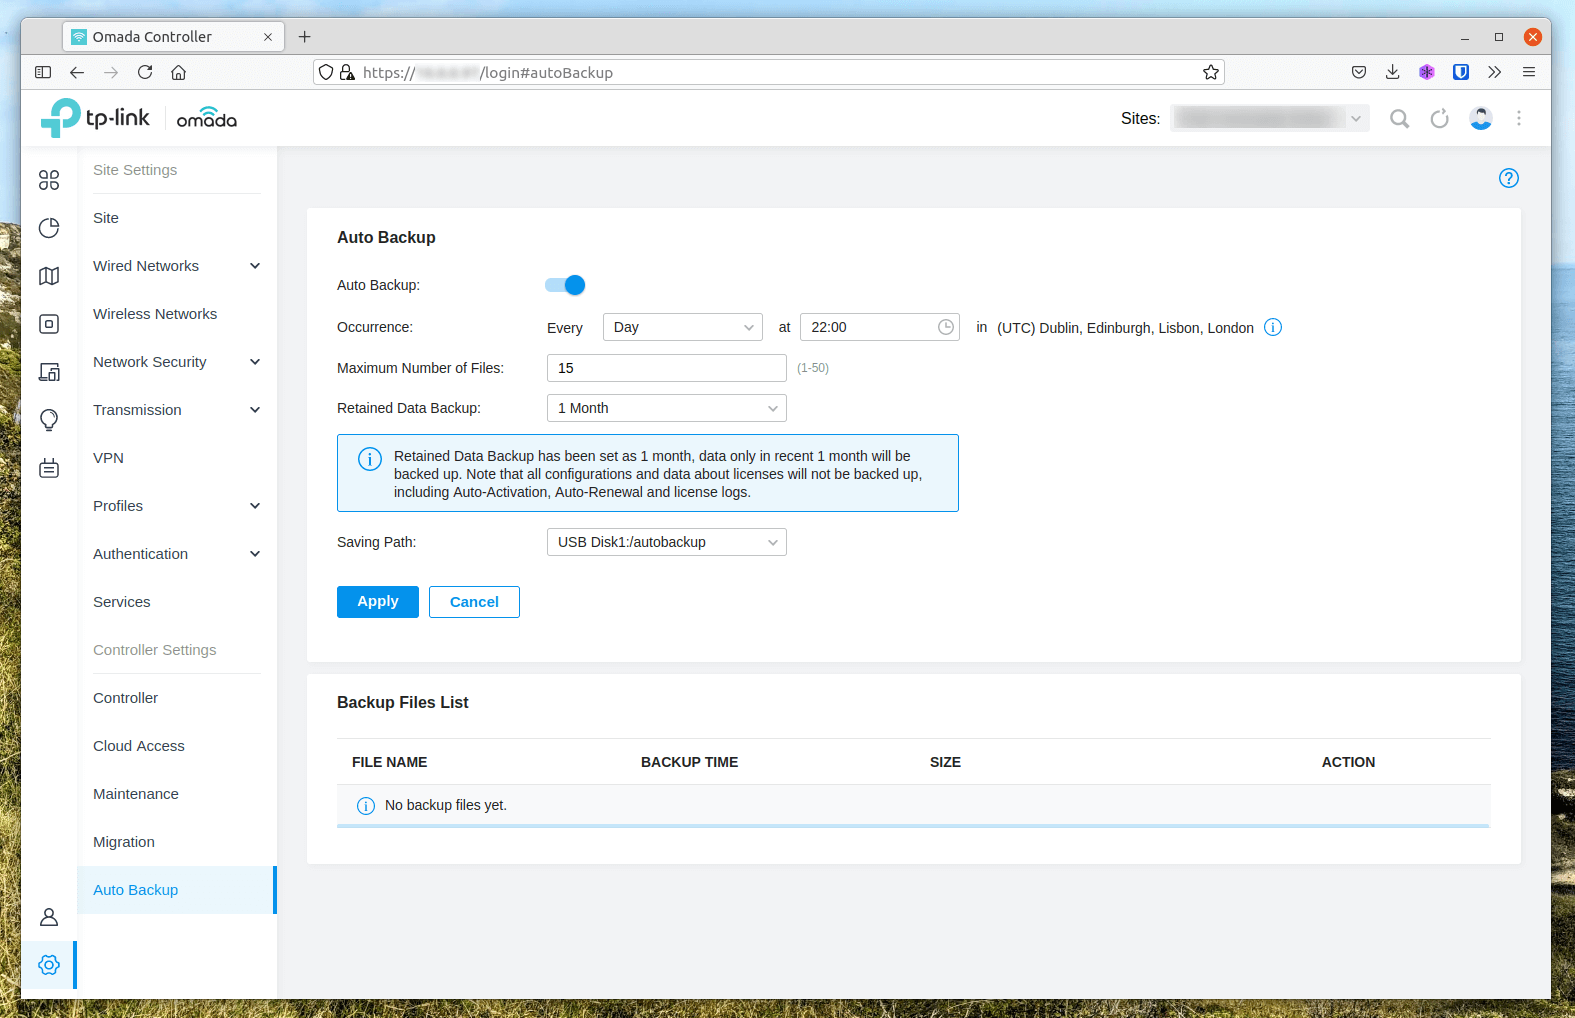 Omada Controller
https:// /login#autoBackup
tp-link
omada
Sites:
Site Settings
Site
Wired Networks
Wireless Networks
Network Security
Transmission
VPN
Profiles
Authentication
Services
Controller Settings
Controller
Cloud Access
Maintenance
Migration
Auto Backup
Auto Backup
Auto Backup:
Occurrence: Every Day at 22:00 in (UTC) Dublin, Edinburgh, Lisbon, London
Maximum Number of Files: 15 (1-50)
Retained Data Backup: 1 Month
Retained Data Backup has been set as 1 month, data only in recent 1 month will be
backed up. Note that all configurations and data about licenses will not be backed up,
including Auto-Activation, Auto-Renewal and license logs.
Saving Path: USB Disk1:/autobackup
Apply Cancel
Backup Files List
FILE NAME BACKUP TIME SIZE ACTION
No backup files yet.